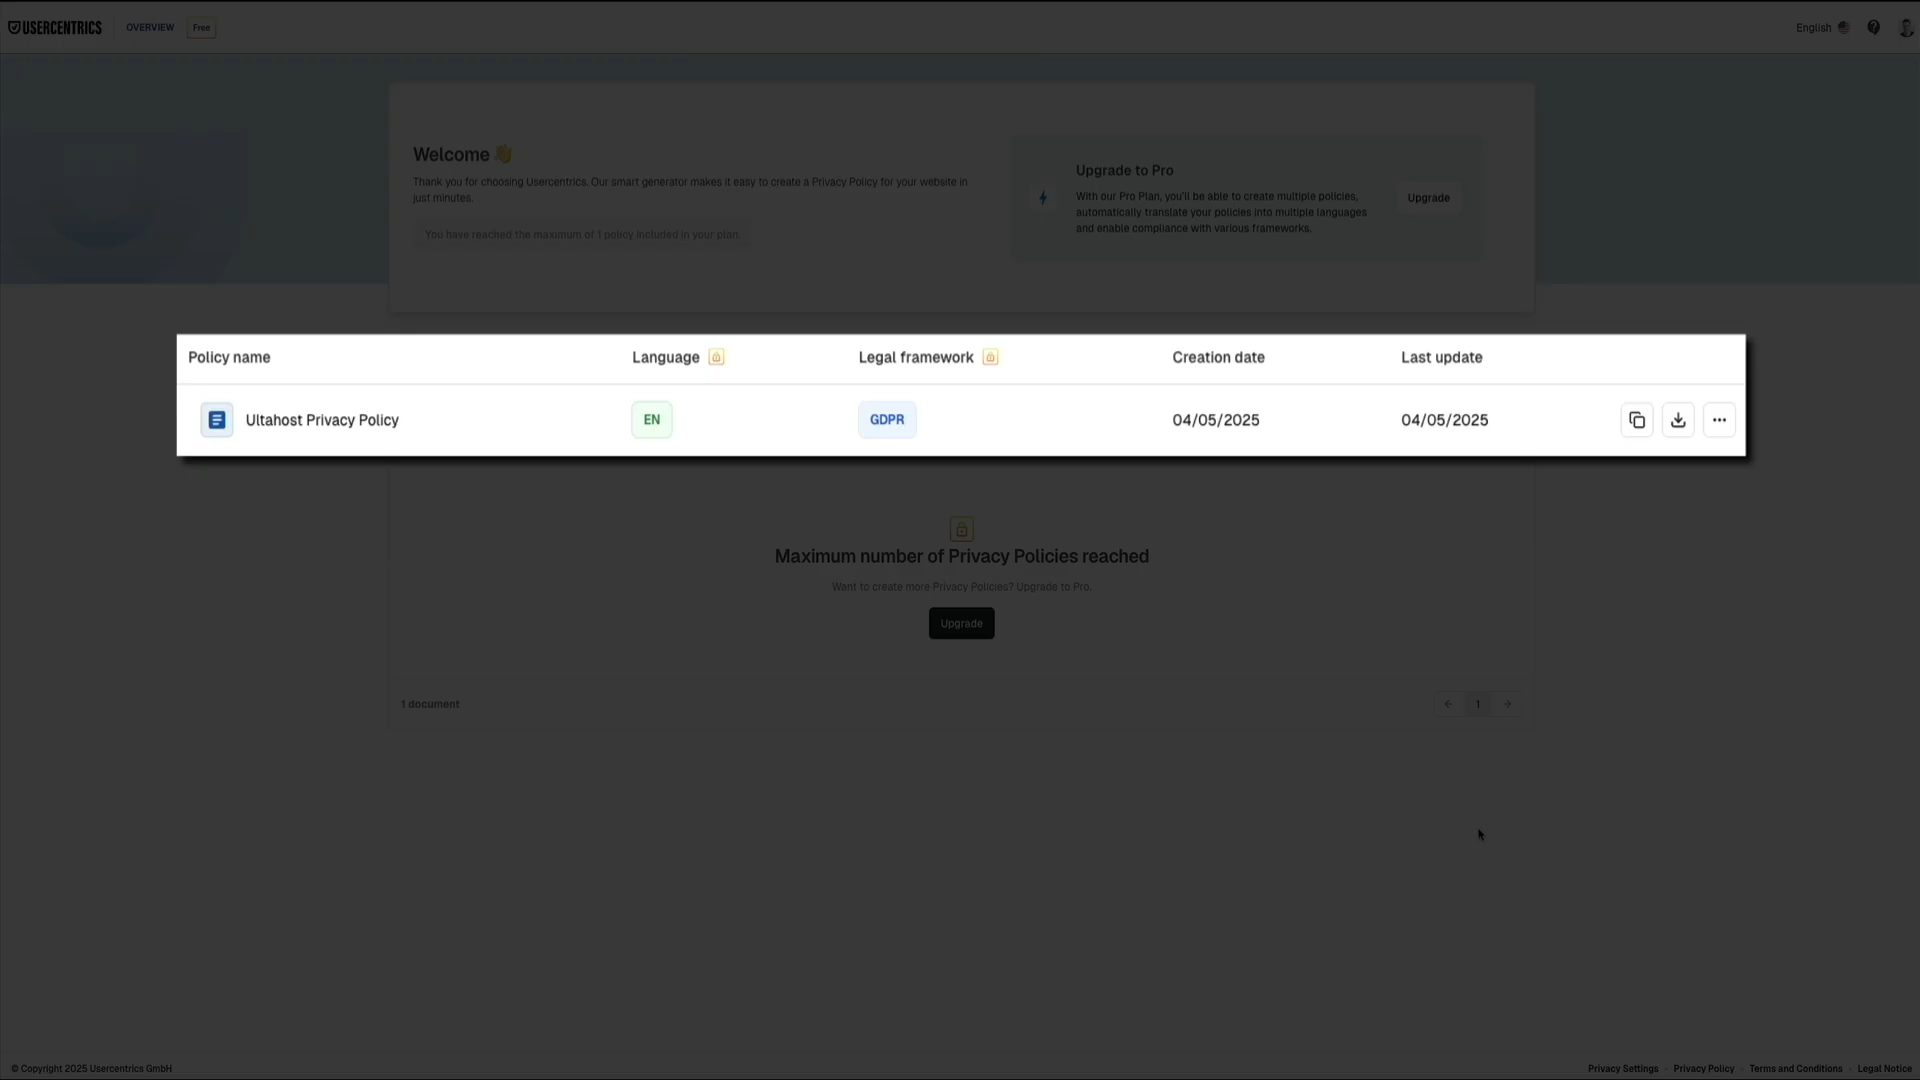 USERCENTRICS OVERVIEW Free English
Welcome 👋
Thank you for choosing Usercentrics. Our smart generator makes it easy to create a Privacy Policy for your website in
just minutes.
You have reached the maximum of 1 policy included in your plan.
Upgrade to Pro
With our Pro Plan, you'll be able to create multiple policies,
automatically translate your policies into multiple languages
and enable compliance with various frameworks.
Upgrade
Policy name Language Legal framework Creation date Last update
Ultahost Privacy Policy EN GDPR 04/05/2025 04/05/2025
Maximum number of Privacy Policies reached
Want to create more Privacy Policies? Upgrade to Pro.
Upgrade
1 document 1
© Copyright 2025 Usercentrics GmbH Privacy Settings - Privacy Policy - Terms and Conditions - Legal Notice